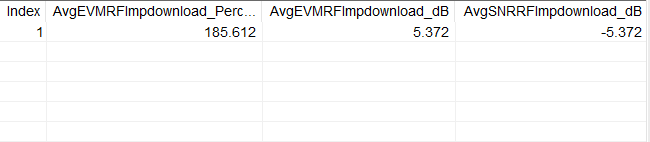 Index AvgEVMRFImpdownload_Perc... AvgEVMRFImpdownload_dB AvgSNRRFImpdownload_dB
1 185.612 5.372 -5.372